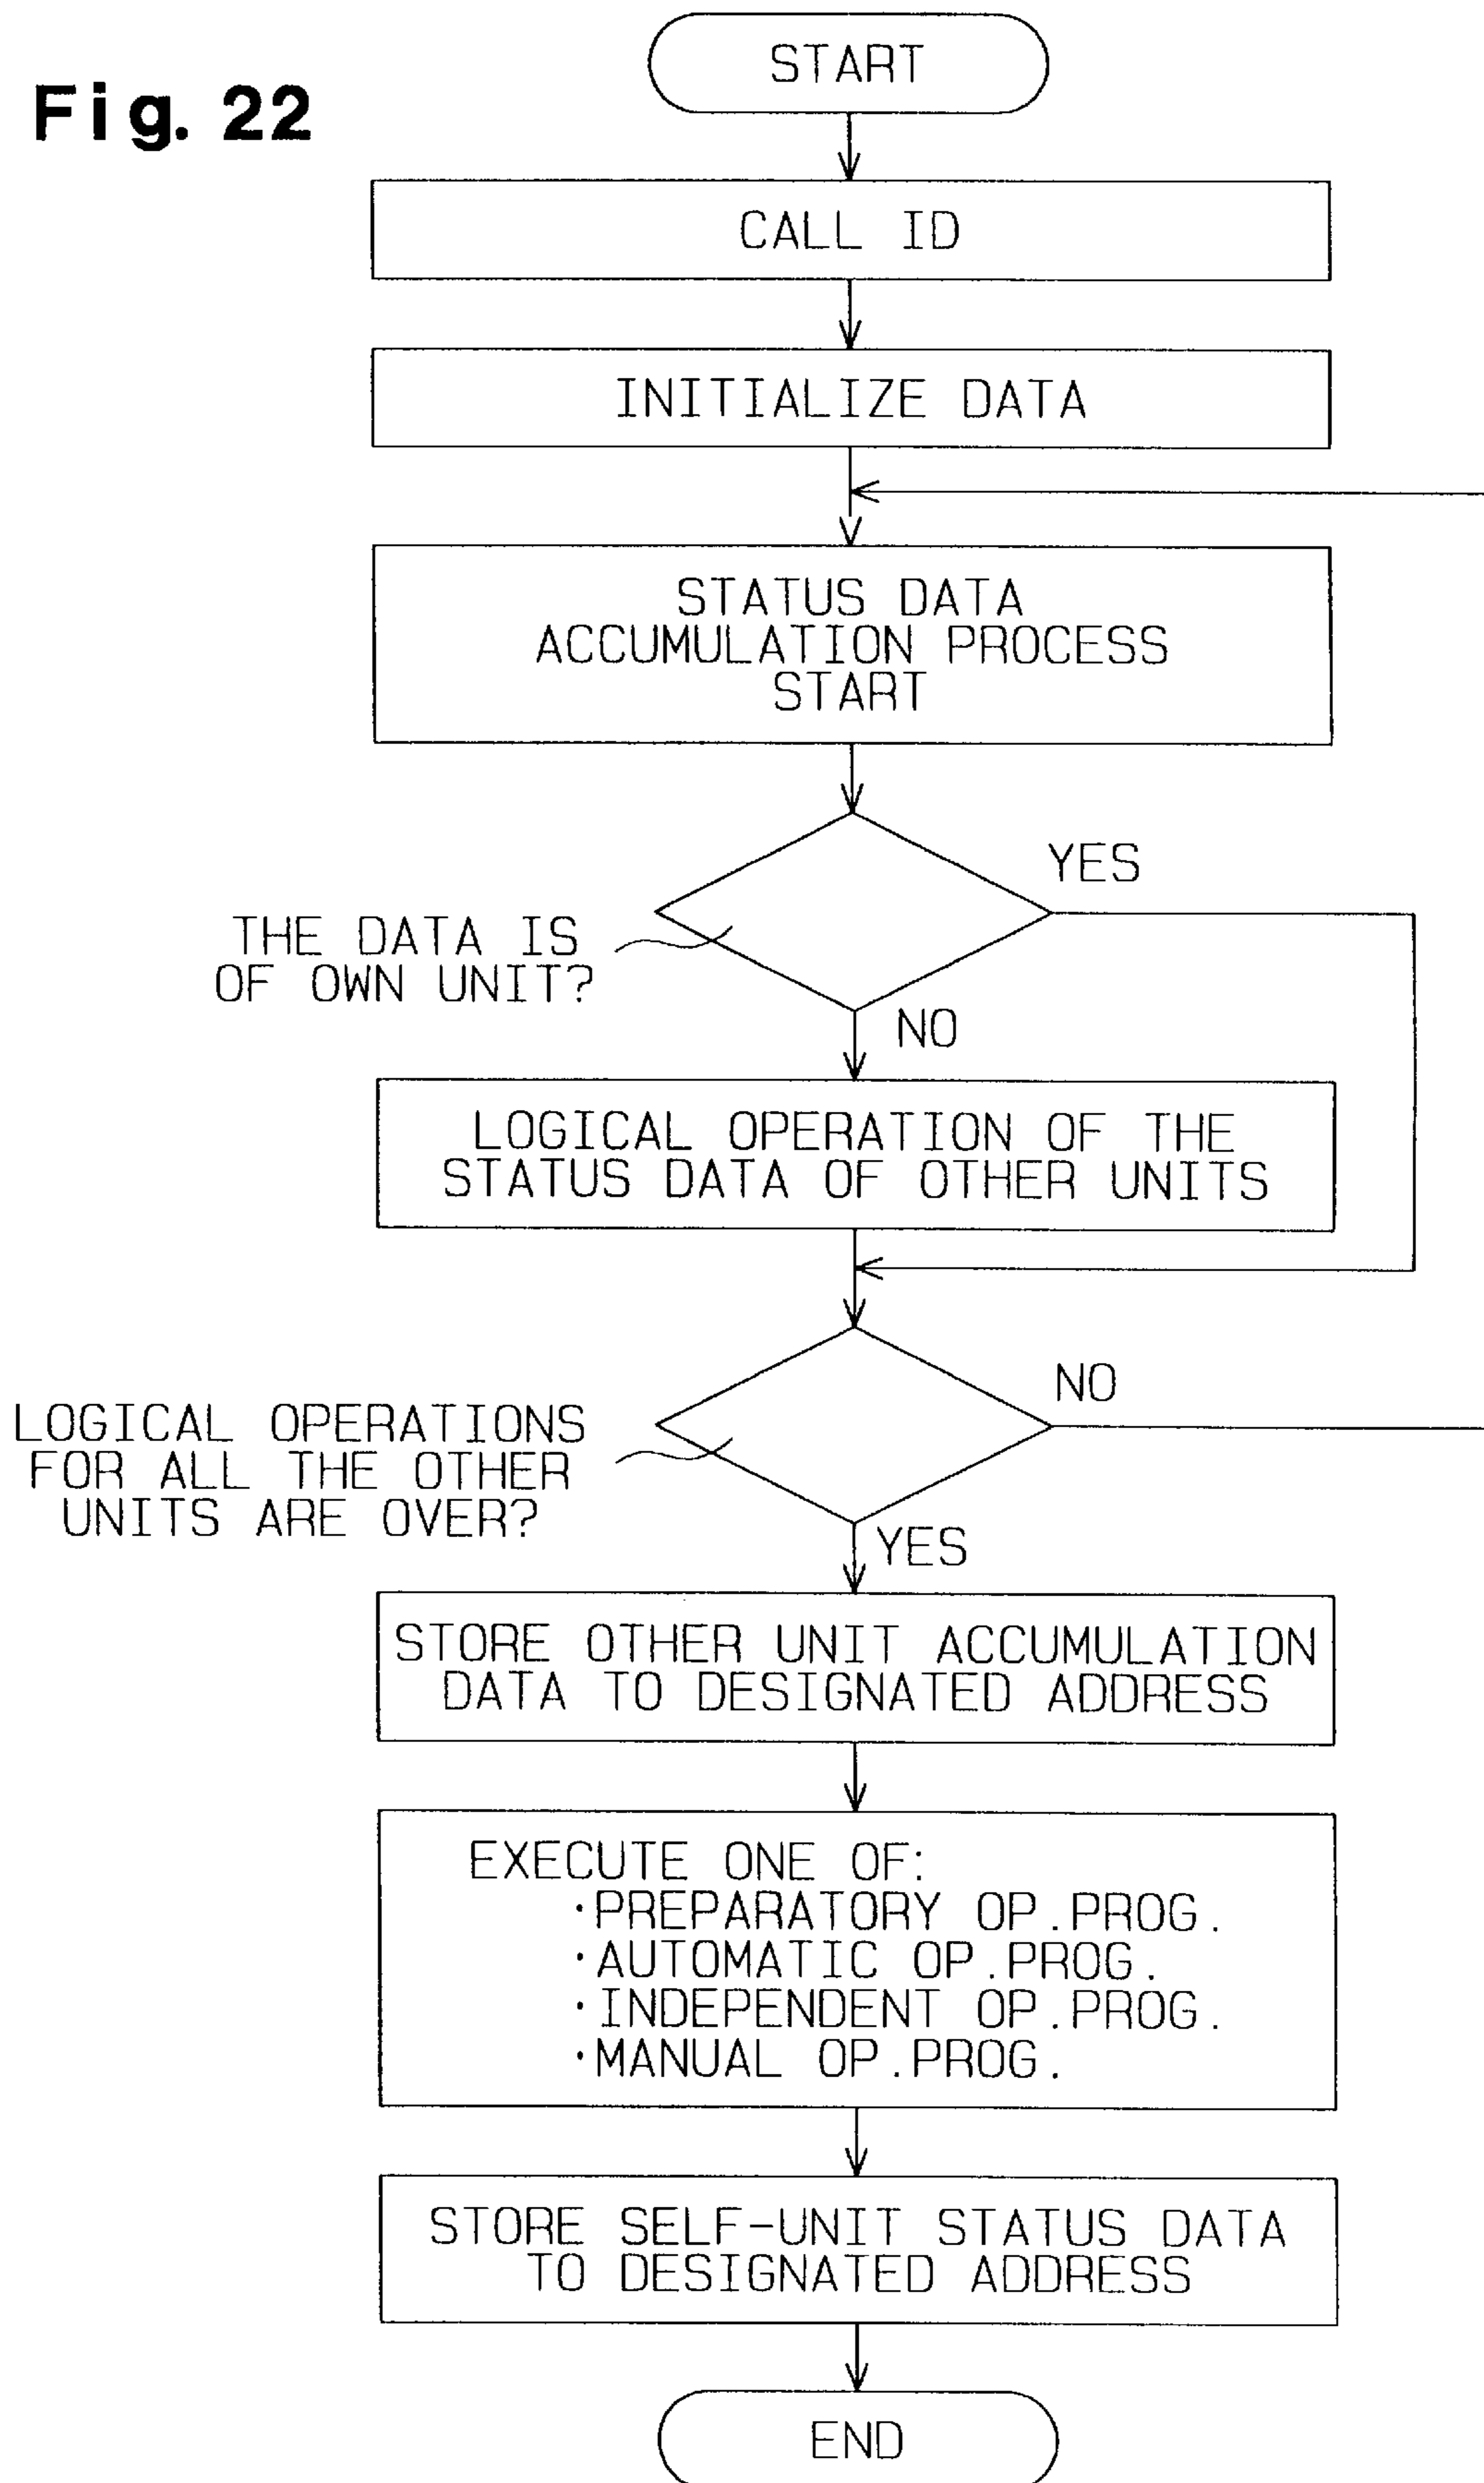 Fig. 22
START
CALL ID
INITIALIZE DATA
STATUS DATA
ACCUMULATION PROCESS
START
YES
THE DATA IS
OF OWN UNIT?
NO
LOGICAL OPERATION OF THE
STATUS DATA OF OTHER UNITS
NO
LOGICAL OPERATIONS
FOR ALL THE OTHER
UNITS ARE OVER?
YES
STORE OTHER UNIT ACCUMULATION
DATA TO DESIGNATED ADDRESS
EXECUTE ONE OF:
·PREPARATORY OP.PROG.
·AUTOMATIC OP.PROG.
·INDEPENDENT OP.PROG.
·MANUAL OP.PROG.
STORE SELF-UNIT STATUS DATA
TO DESIGNATED ADDRESS
END